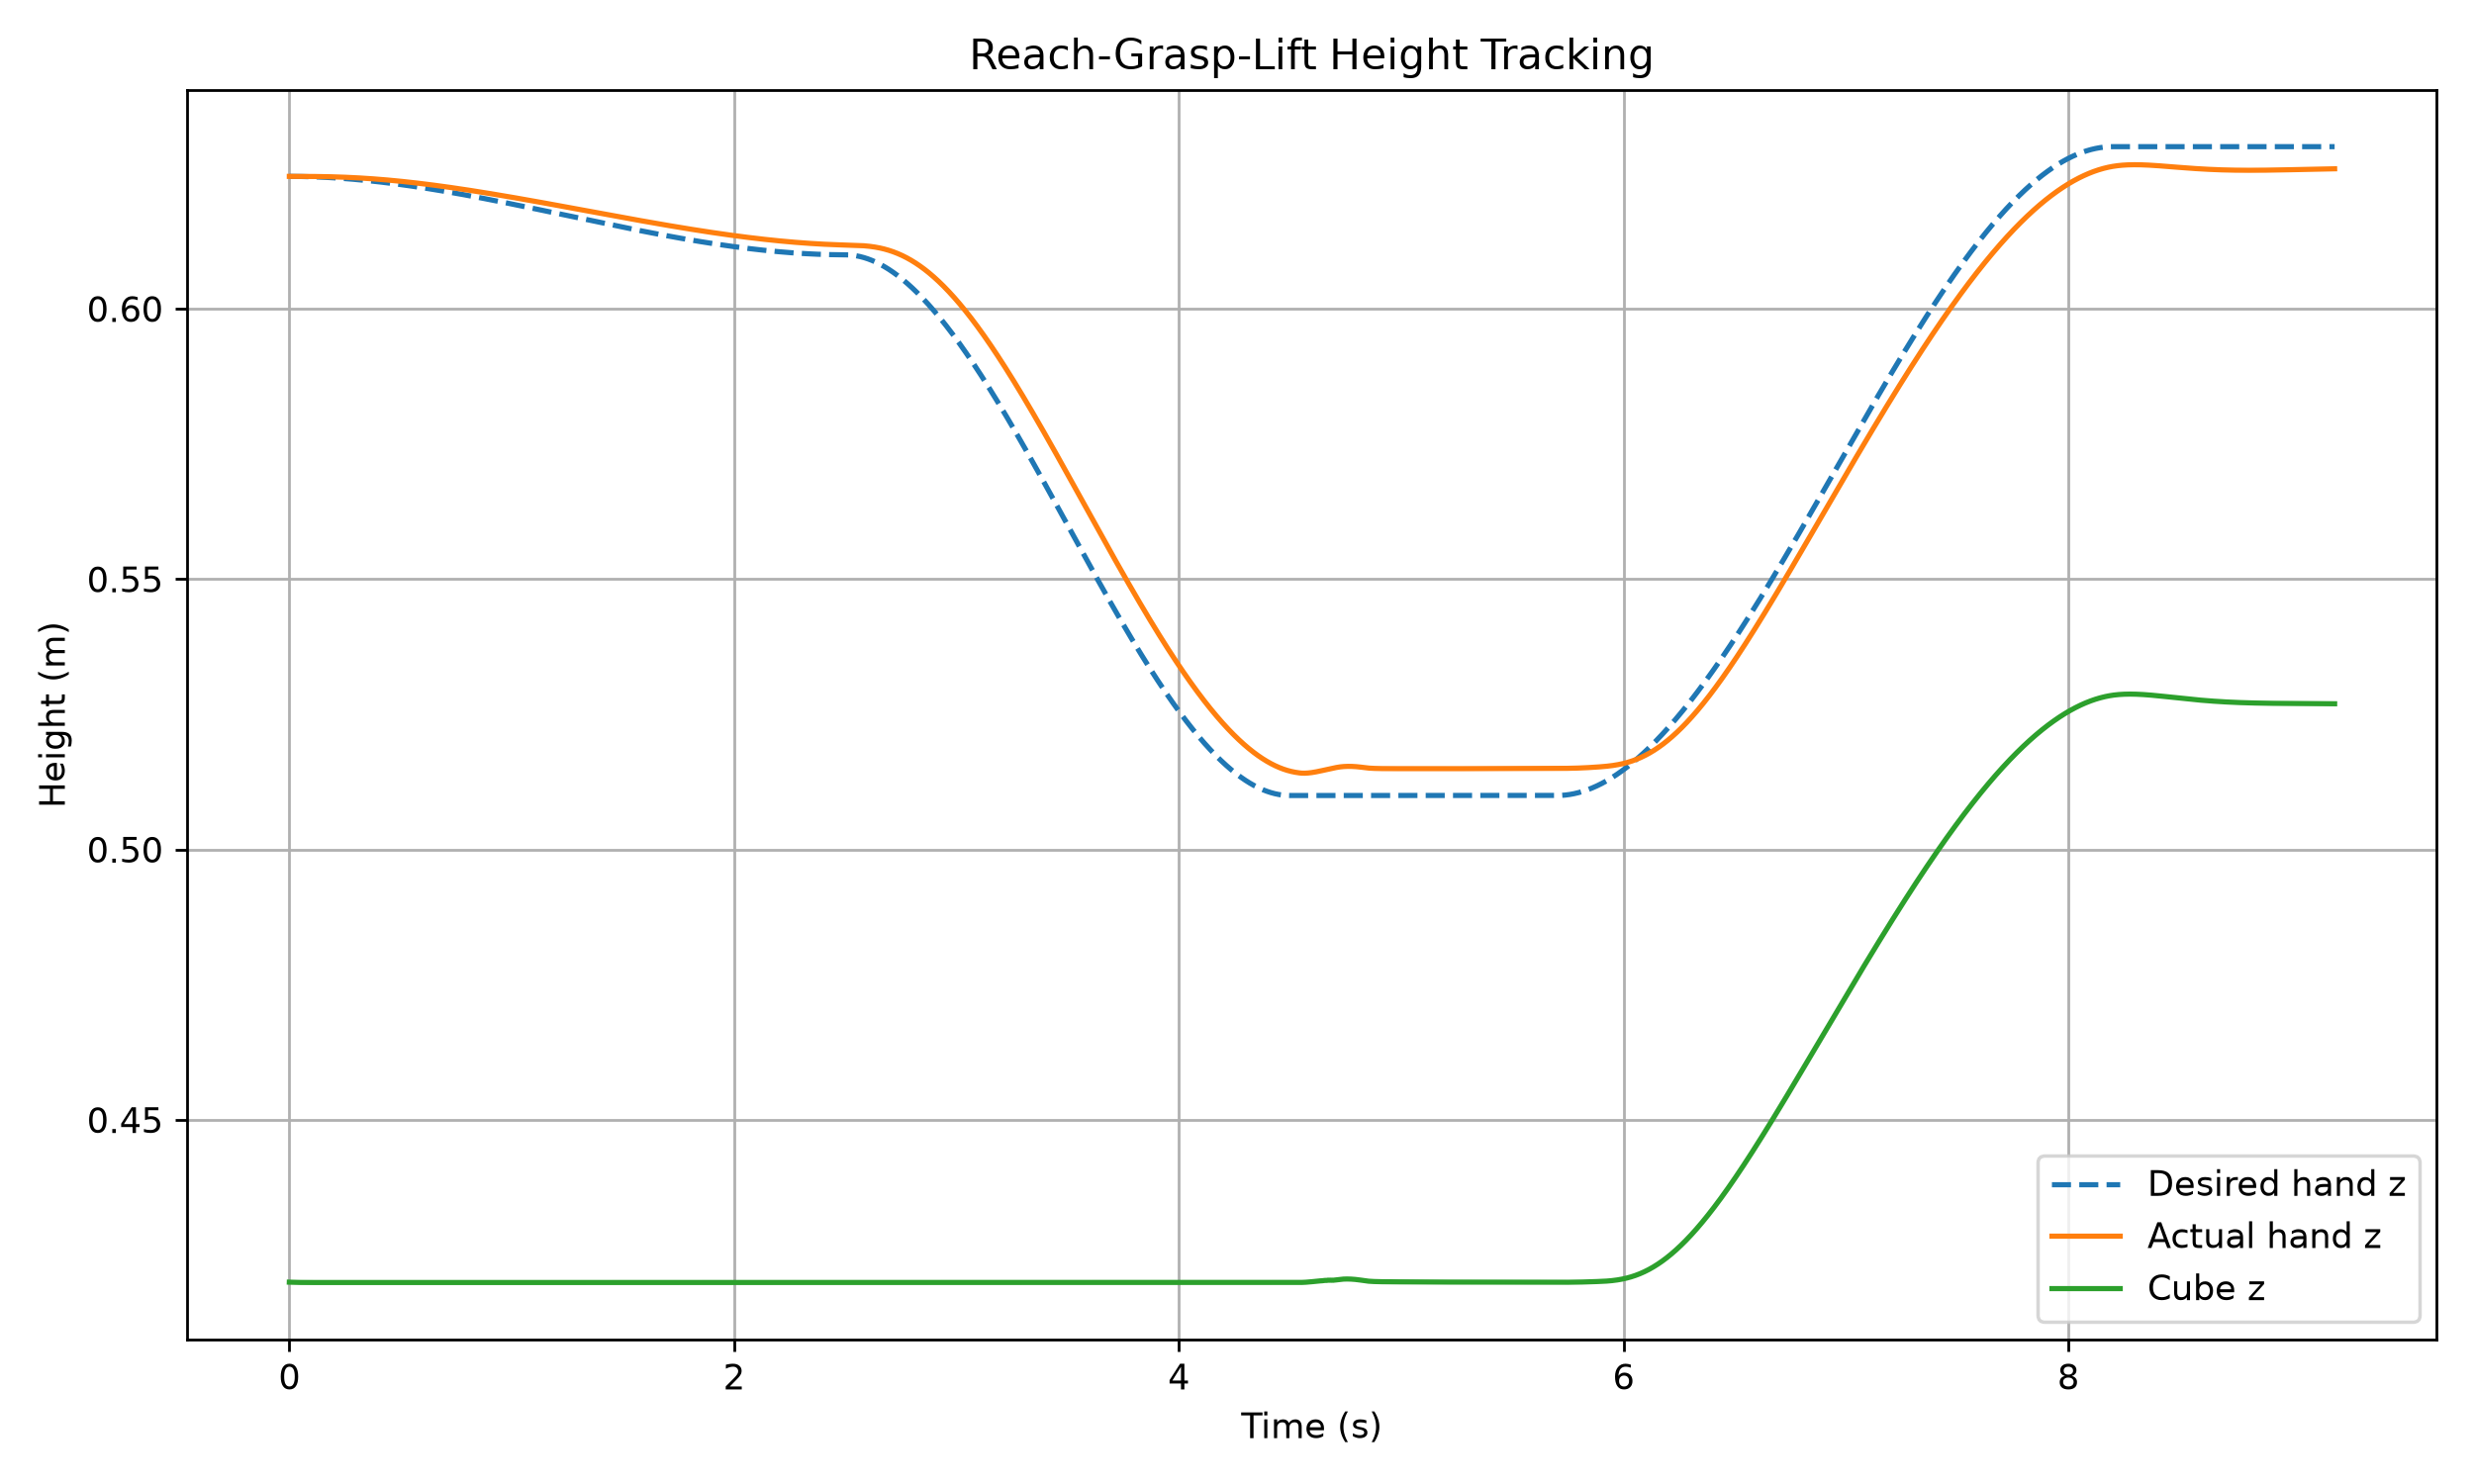 Reach-Grasp-Lift Height Tracking
Height (m)
0.60
0.55
0.50
0.45
0 2 4 6 8
Time (s)
Desired hand z
Actual hand z
Cube z